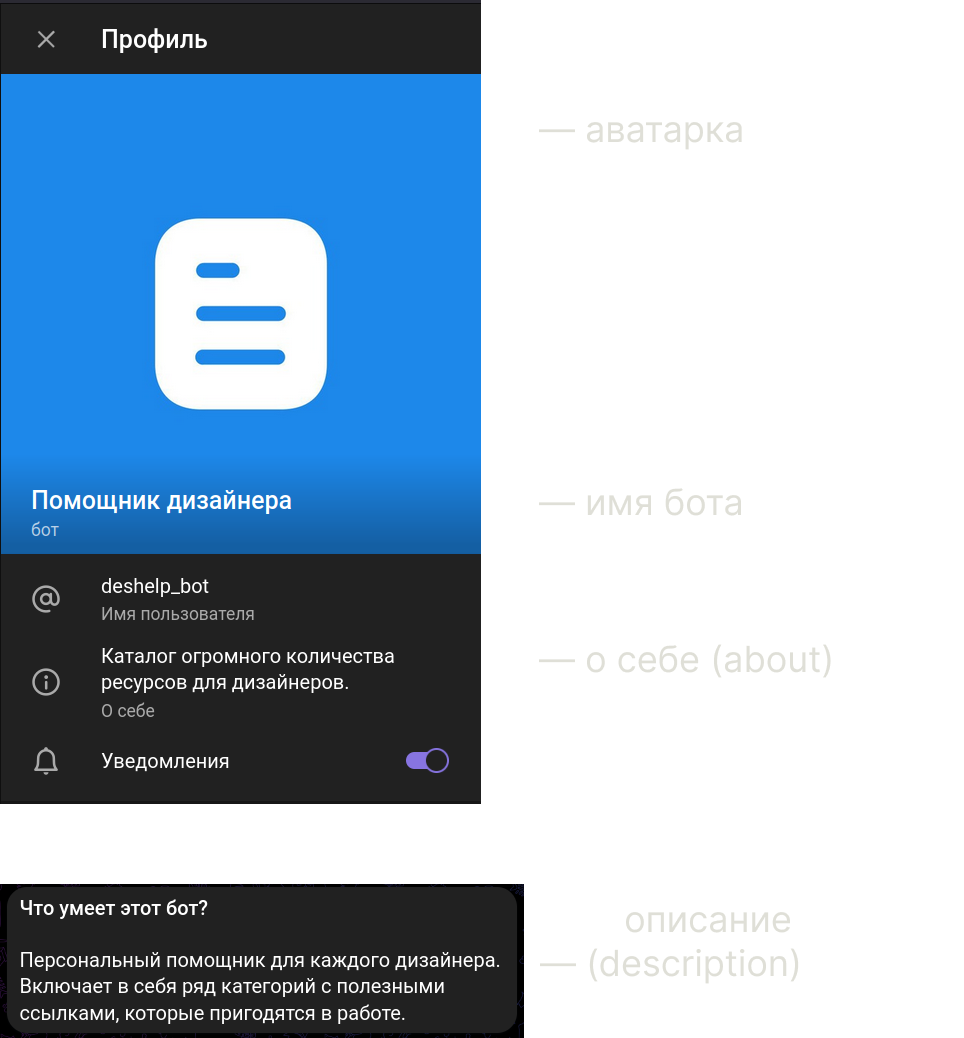 Профиль
— аватарка
Помощник дизайнера
бот
— имя бота
deshelp_bot
Имя пользователя
Каталог огромного количества
ресурсов для дизайнеров.
О себе
— о себе (about)
Уведомления
Что умеет этот бот?
Персональный помощник для каждого дизайнера.
Включает в себя ряд категорий с полезными
ссылками, которые пригодятся в работе.
описание
— (description)